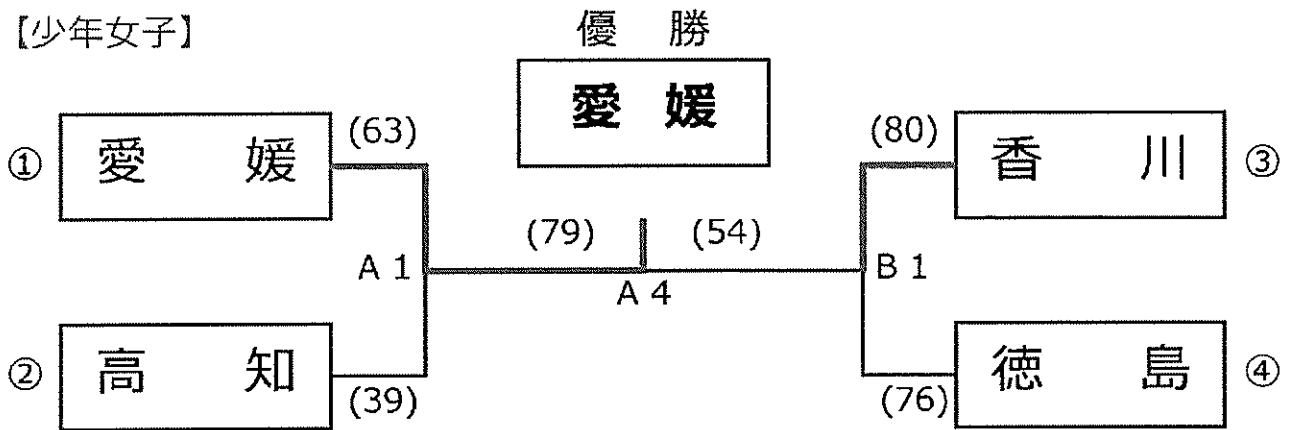 【少年女子】
優 勝
愛 媛
① 愛 媛 (63)
(80) 香 川 ③
(79) (54)
A 1
B 1
A 4
② 高 知 (39)
(76) 徳 島 ④